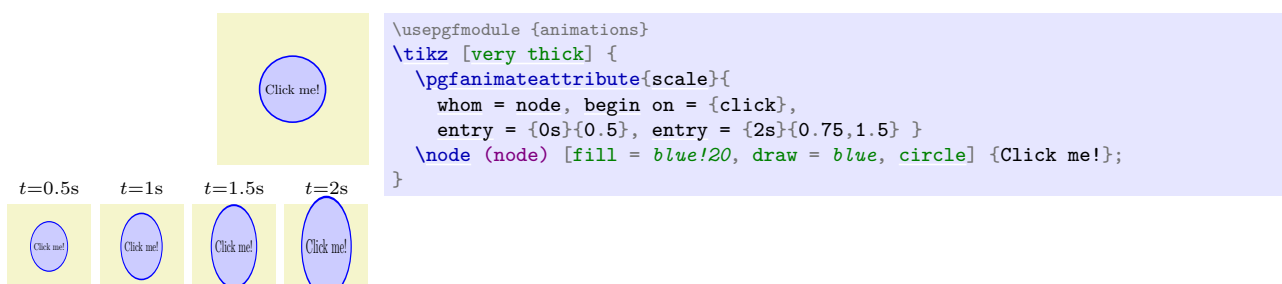 Click me!
t=0.5s t=1s t=1.5s t=2s
Click me! Click me! Click me! Click me!
\usepgfmodule {animations}
\tikz [very thick] {
  \pgfanimateattribute{scale}{
    whom = node, begin on = {click},
    entry = {0s}{0.5}, entry = {2s}{0.75,1.5} }
  \node (node) [fill = blue!20, draw = blue, circle] {Click me!};
}